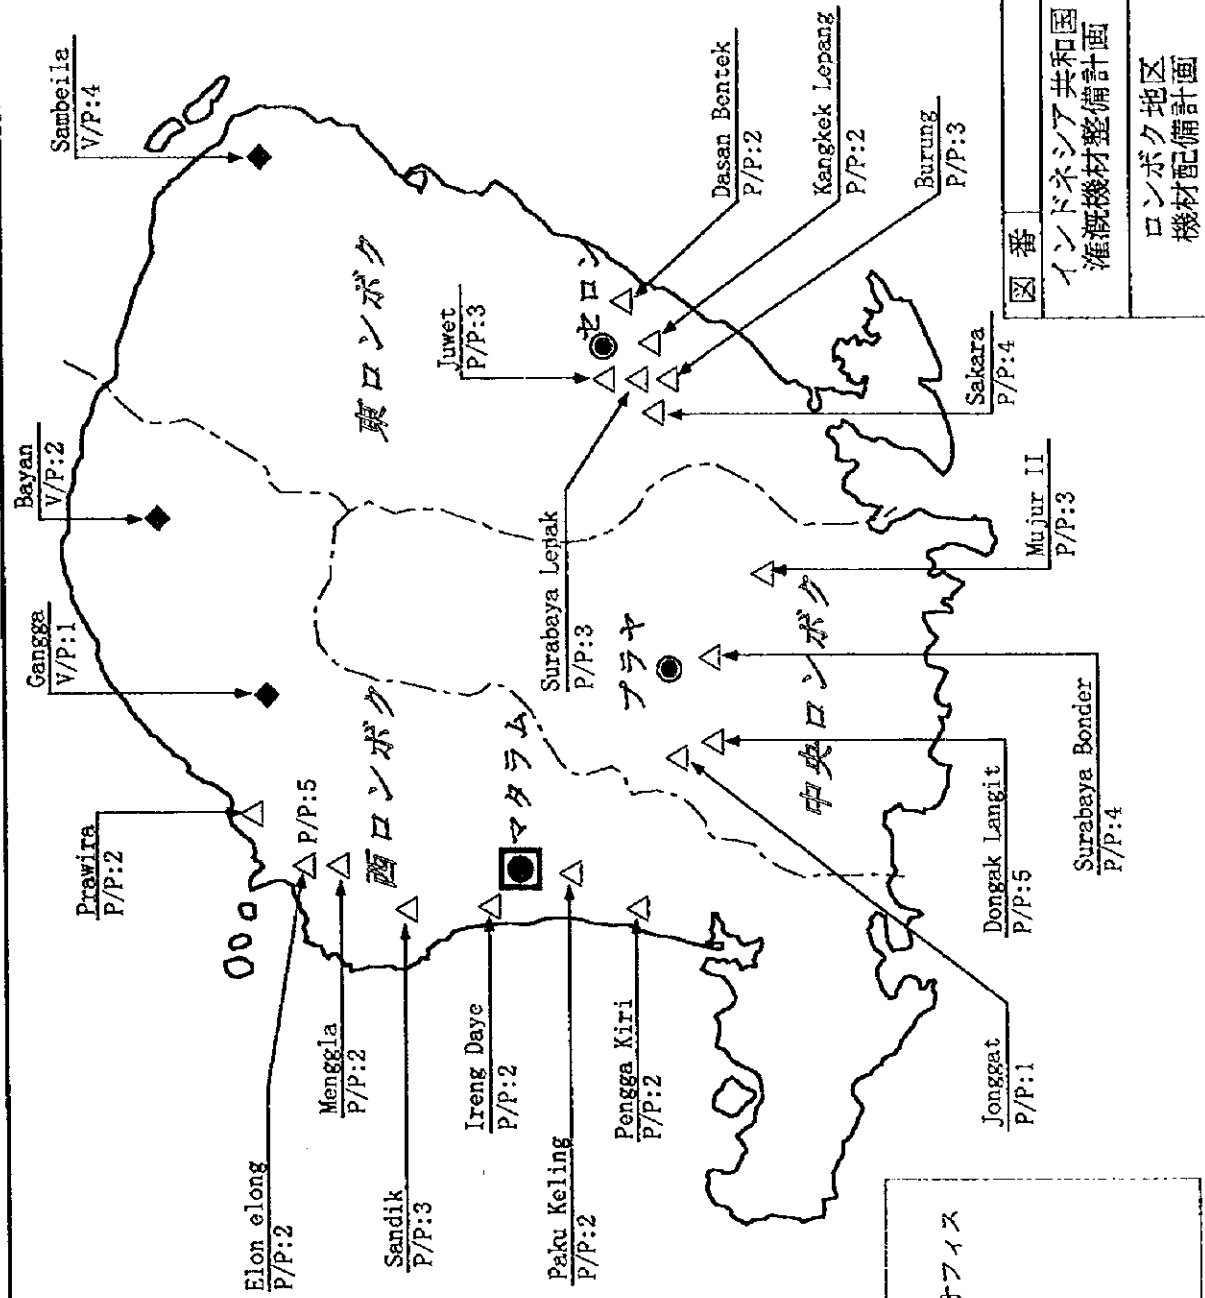 Sambeila
V/P:4
Bayan
V/P:2
Gangga
V/P:1
Prawira
P/P:2
Elon elong
P/P:2
P/P:5
Menggla
P/P:2
Sandik
P/P:3
Ireng Daye
P/P:2
Paku Keling
P/P:2
Pengga Kiri
P/P:2
西ロンボク
マタラム
東ロンボク
セロン
Juwet
P/P:3
Surabaya Lepak
P/P:3
Dasan Bentek
P/P:2
Kangkek Lepang
P/P:2
Burung
P/P:3
Sakara
P/P:4
プラヤ
中央ロンボク
Mujur II
P/P:3
Surabaya Bonder
P/P:4
Dongak Langit
P/P:5
Jonggat
P/P:1
オフィス
図 番
インドネシア共和国
灌漑機材整備計画
ロンボク地区
機材配備計画